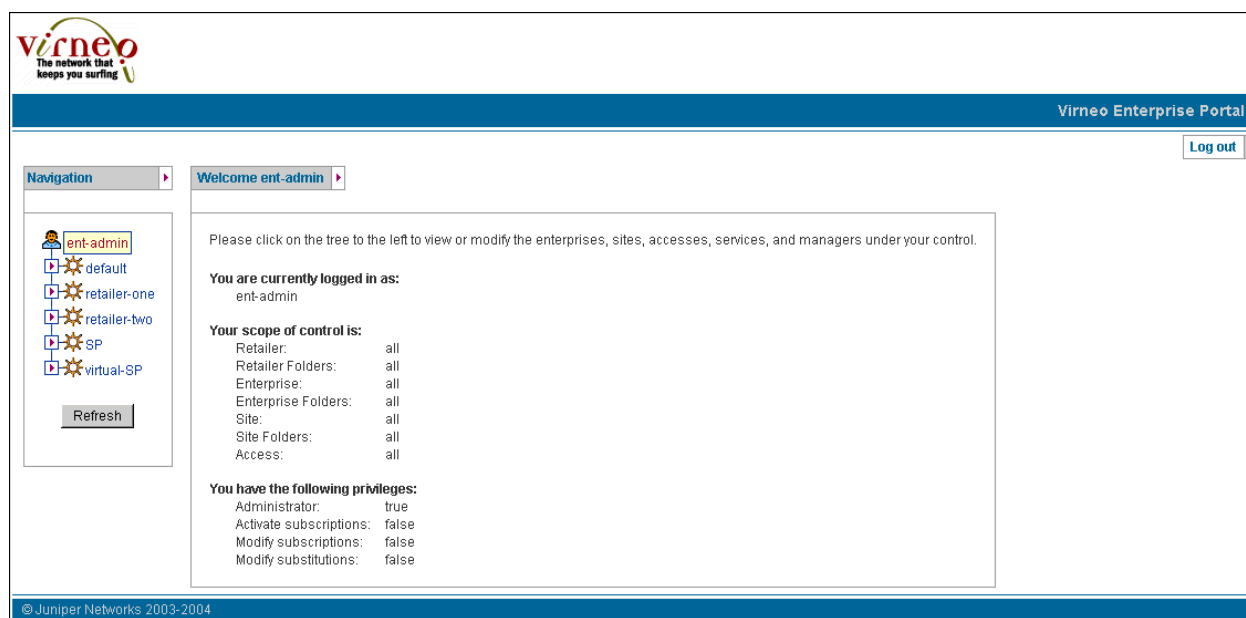 Virneo
The network that
keeps you surfing
Virneo Enterprise Portal
Log out
Navigation
ent-admin
default
retailer-one
retailer-two
SP
virtual-SP
Refresh
Welcome ent-admin
Please click on the tree to the left to view or modify the enterprises, sites, accesses, services, and managers under your control.
You are currently logged in as:
ent-admin
Your scope of control is:
Retailer: all
Retailer Folders: all
Enterprise: all
Enterprise Folders: all
Site: all
Site Folders: all
Access: all
You have the following privileges:
Administrator: true
Activate subscriptions: false
Modify subscriptions: false
Modify substitutions: false
© Juniper Networks 2003-2004